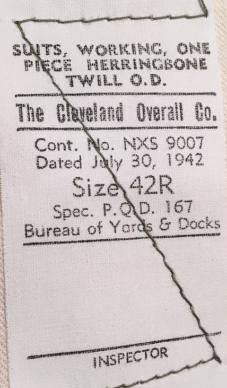 SUITS, WORKING, ONE
PIECE HERRINGBONE
TWILL O.D.
The Cleveland Overall Co.
Cont. No. NXS 9007
Dated July 30, 1942
Size 42R
Spec. P.Q.D. 167
Bureau of Yards & Docks
INSPECTOR